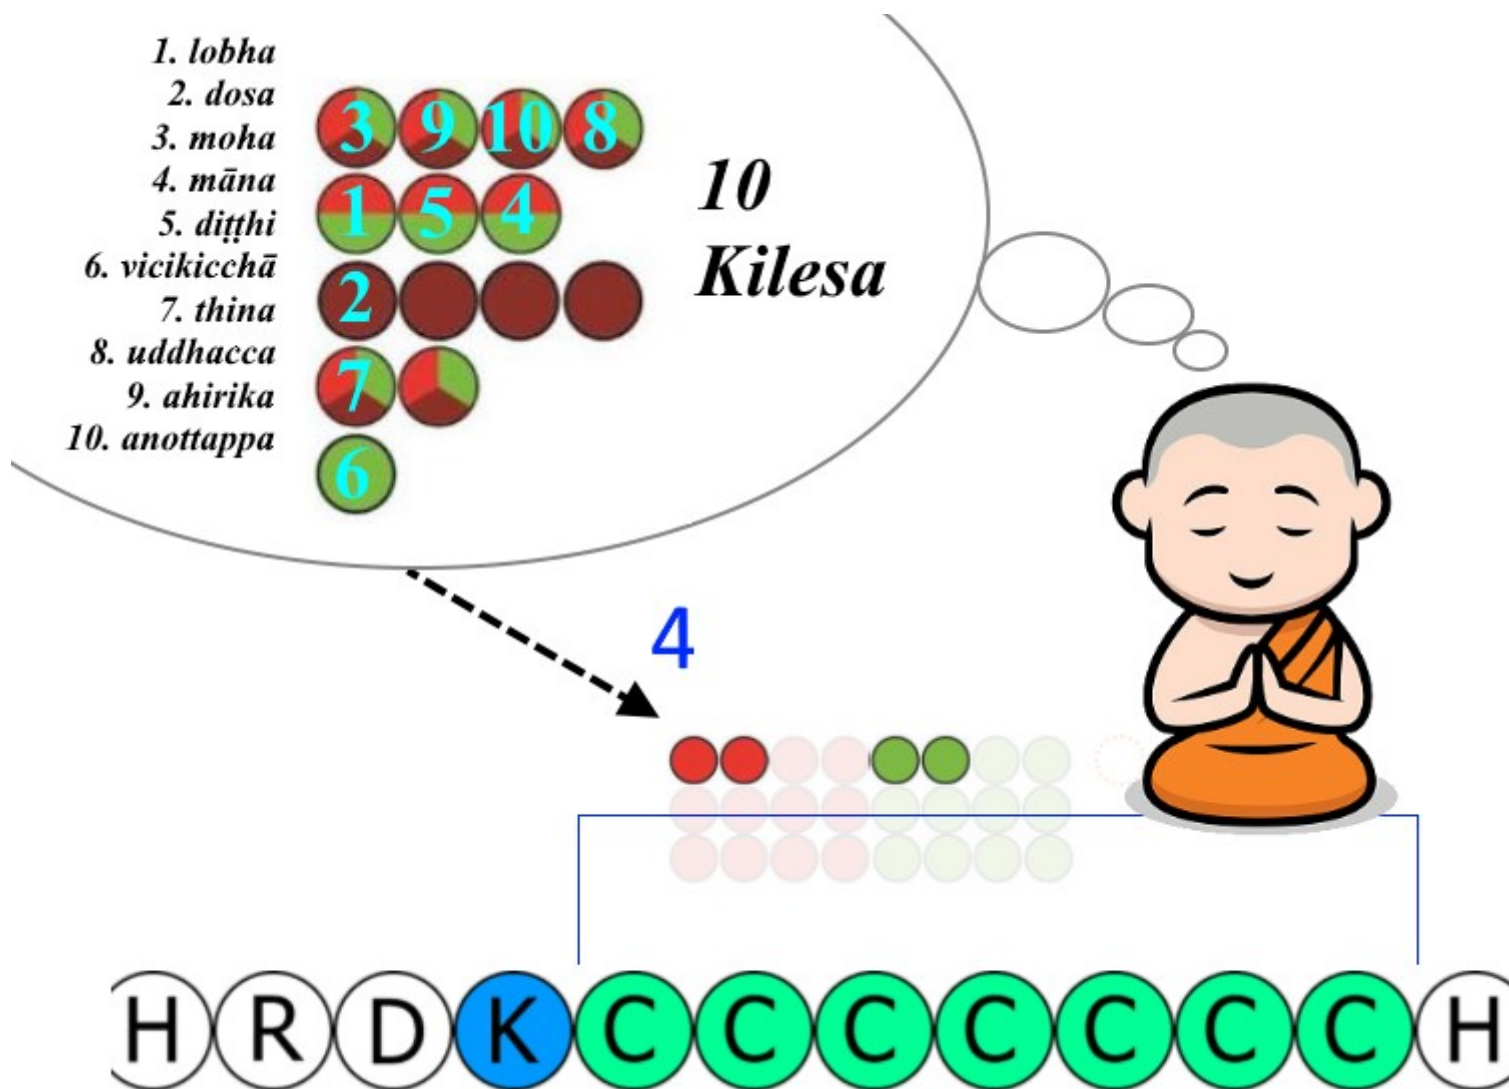 1. lobha
2. dosa
3. moha
4. māna
5. diṭṭhi
6. vicikicchā
7. thina
8. uddhacca
9. ahirika
10. anottappa
3 9 10 8
1 5 4
2
7
6
10
Kilesa
4
H R D K C C C C C C C H